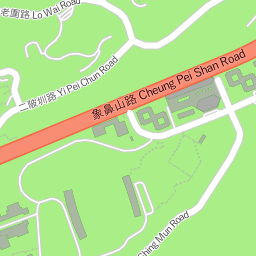 老圍路 Lo Wai Road
二陂圳路 Yi Pei Chun Road
象鼻山路 Cheung Pei Shan Road
Shing Mun Road